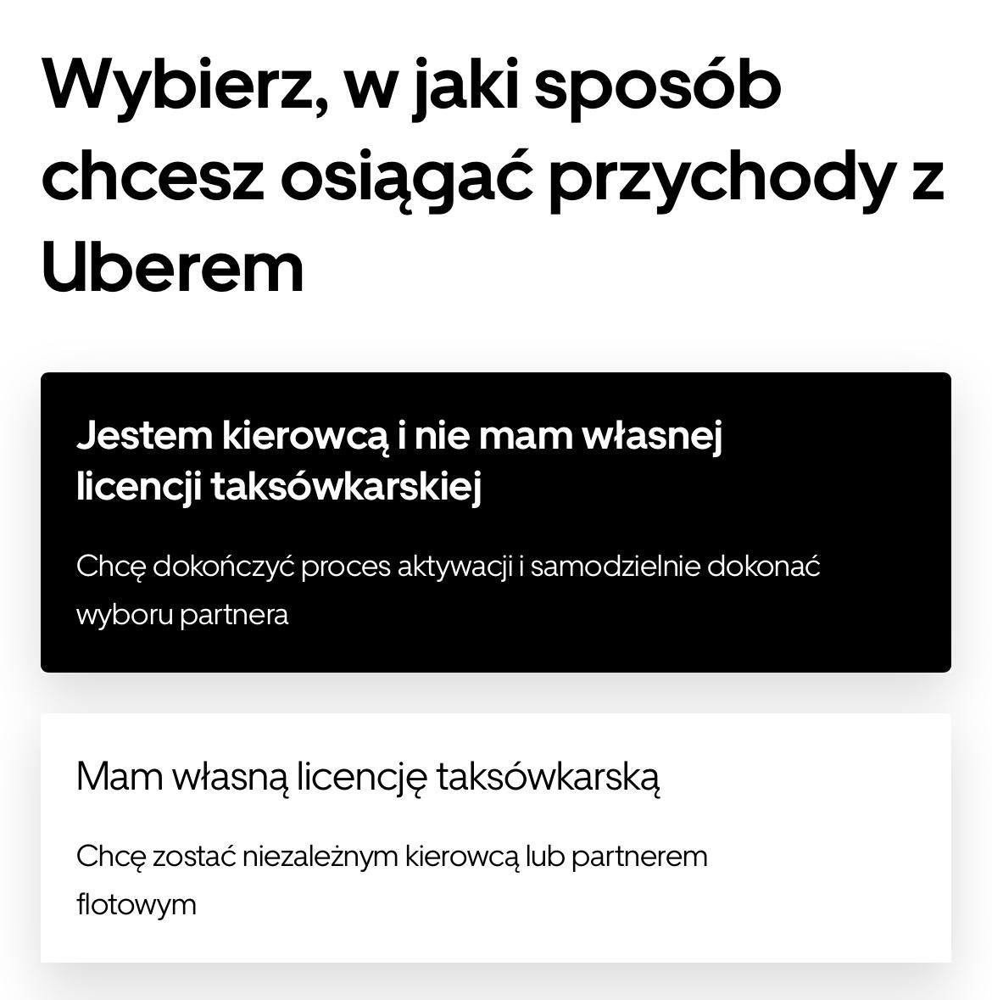 Wybierz, w jaki sposób
chcesz osiągać przychody z
Uberem
Jestem kierowcą i nie mam własnej
licencji taksówkarskiej
Chcę dokończyć proces aktywacji i samodzielnie dokonać
wyboru partnera
Mam własną licencję taksówkarską
Chcę zostać niezależnym kierowcą lub partnerem
flotowym